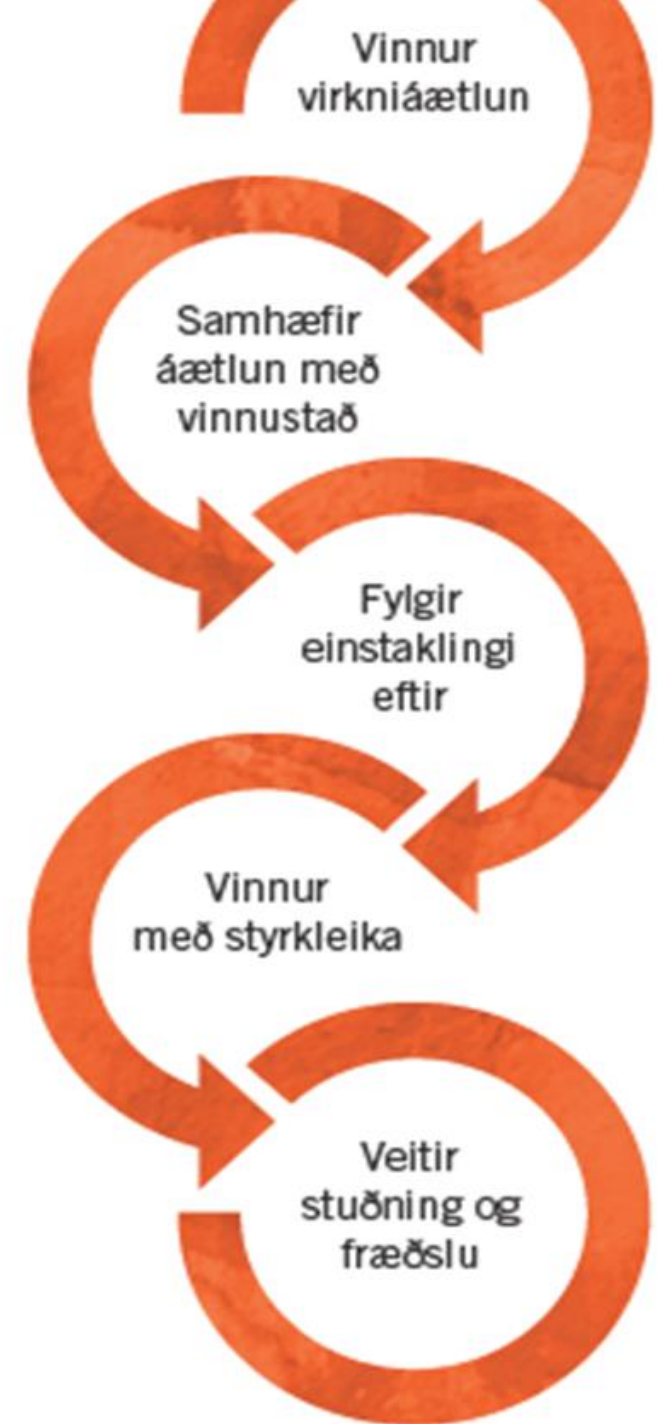 Vinnur
virkniáætlun
Samhæfir
áætlun með
vinnustað
Fylgir
einstaklingi
eftir
Vinnur
með styrkleika
Veitir
stuðning og
fræðslu